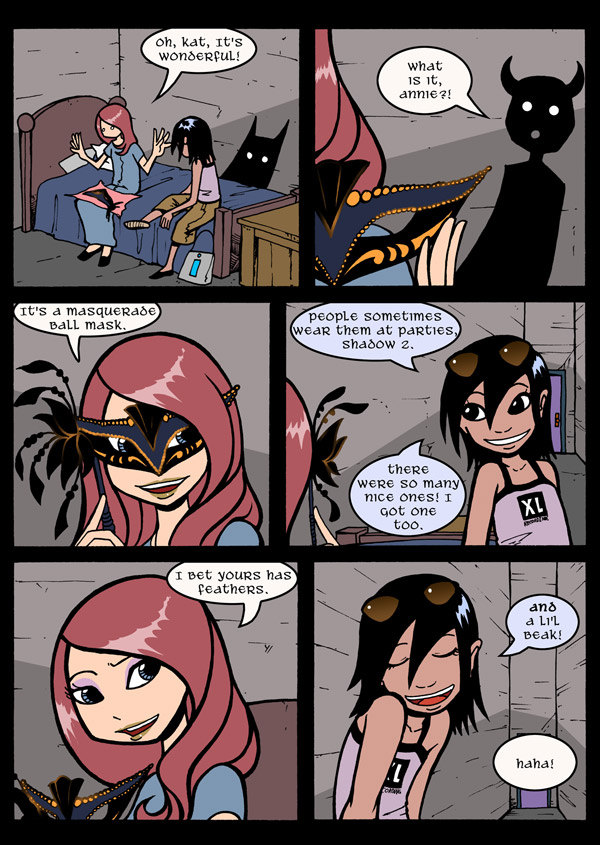 Oh, Kat, it's
wonderful!
What
is it,
Annie?!
It's a masquerade
ball mask.
People sometimes
wear them at parties,
Shadow 2.
There
were so many
nice ones! I
got one
too.
XL
I bet yours has
feathers.
And
a li'l
beak!
XL
haha!